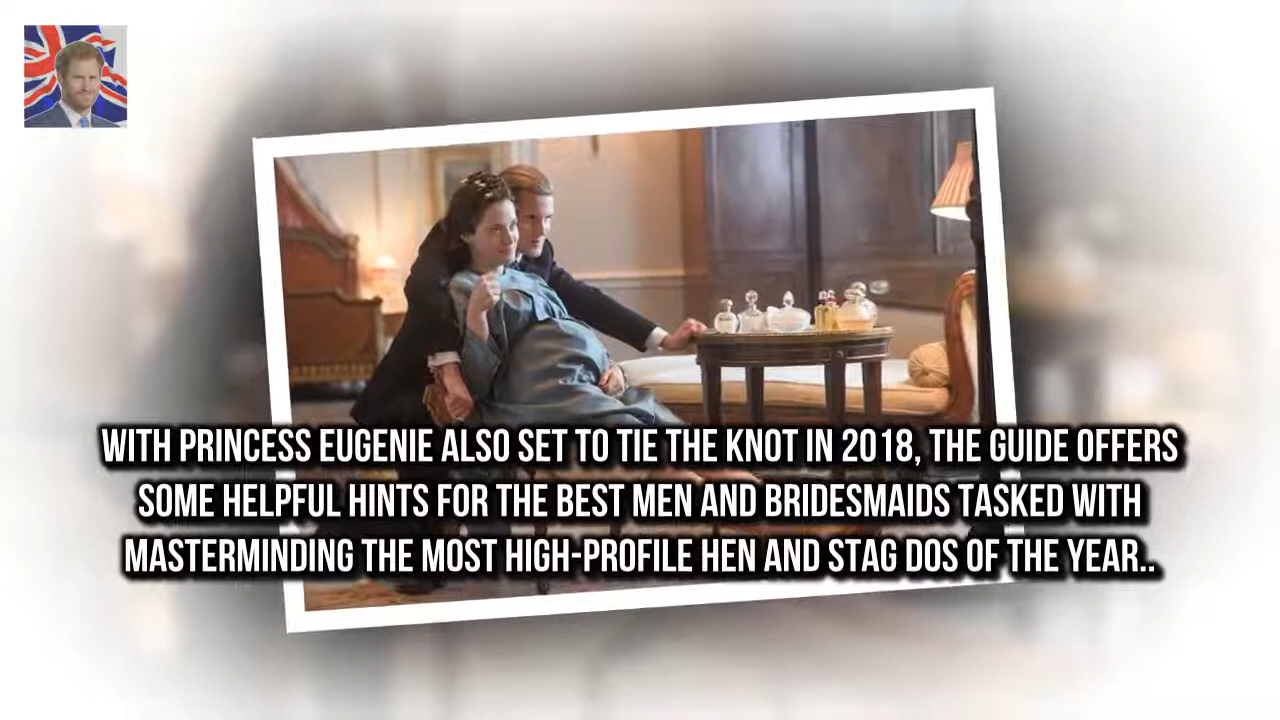 WITH PRINCESS EUGENIE ALSO SET TO TIE THE KNOT IN 2018, THE GUIDE OFFERS
SOME HELPFUL HINTS FOR THE BEST MEN AND BRIDESMAIDS TASKED WITH
MASTERMINDING THE MOST HIGH-PROFILE HEN AND STAG DOS OF THE YEAR..